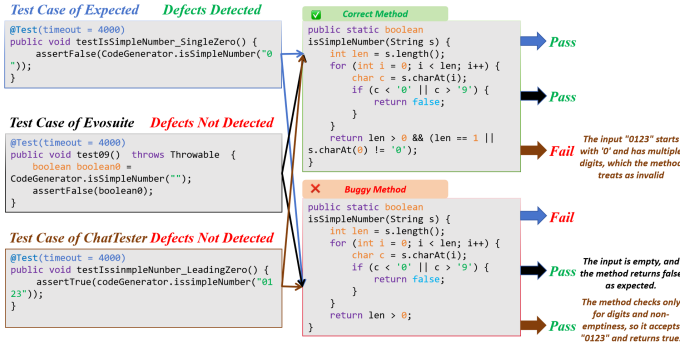 Test Case of Expected Defects Detected
@Test(timeout = 4000)
public void testIsSimpleNumber_SingleZero() {
assertFalse(CodeGenerator.isSimpleNumber("0
"));
}
Test Case of Evosuite Defects Not Detected
@Test(timeout = 4000)
public void test09() throws Throwable {
boolean boolean0 =
CodeGenerator.isSimpleNumber("");
assertFalse(boolean0);
}
Test Case of ChatTester Defects Not Detected
@Test(timeout = 4000)
public void testIssimpleNunber_LeadingZero() {
assertTrue(codeGenerator.issimpleNumber("01
23"));
}
Correct Method
public static boolean
isSimpleNumber(String s) {
int len = s.length();
for (int i = 0; i < len; i++) {
char c = s.charAt(i);
if (c < '0' || c > '9') {
return false;
}
}
return len > 0 && (len == 1 ||
s.charAt(0) != '0');
}
Pass
Pass
Fail
The input "0123" starts
with '0' and has multiple
digits, which the method
treats as invalid
Buggy Method
public static boolean
isSimpleNumber(String s) {
int len = s.length();
for (int i = 0; i < len; i++) {
char c = s.charAt(i);
if (c < '0' || c > '9') {
return false;
}
}
return len > 0;
}
Fail
Pass
The input is empty, and
the method returns false
as expected.
Pass
The method checks only
for digits and non-
emptiness, so it accepts
"0123" and returns true.